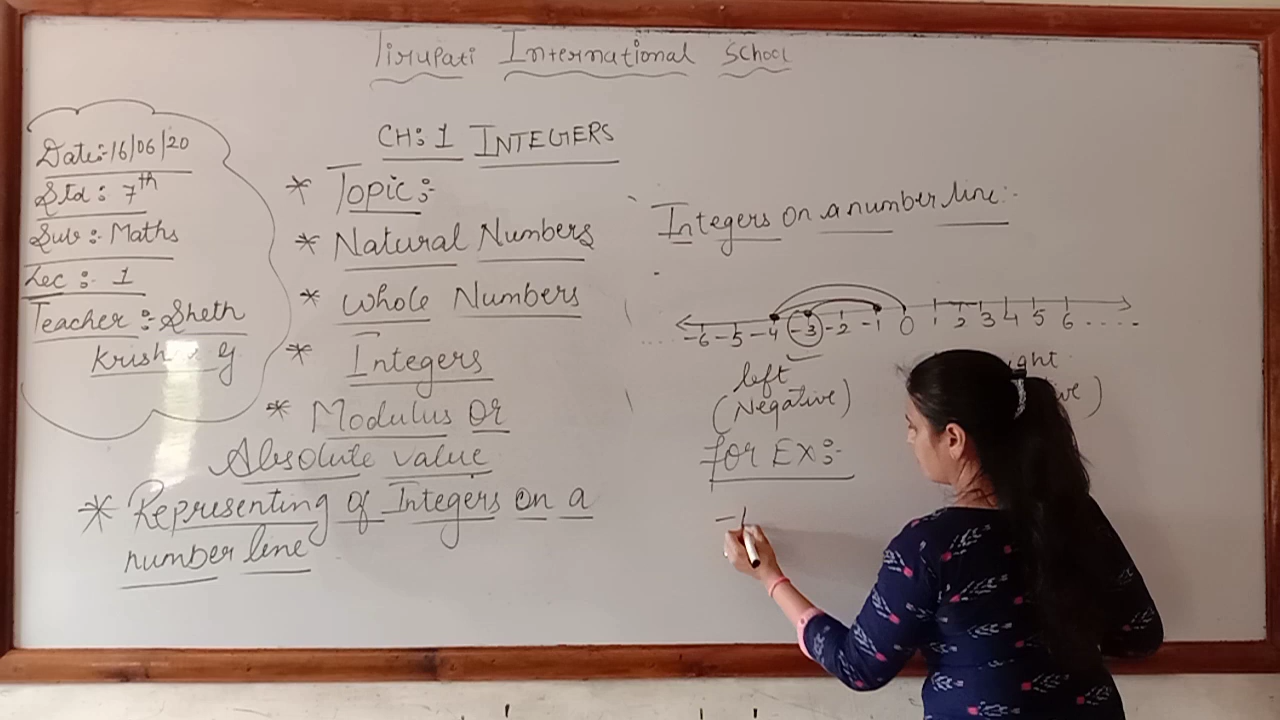 Tirupati International School
Date:-16/06/20
Std: 7th
Sub:- Maths
Lec:- 1
Teacher:- Sheth
CH: 1 INTEGERS
* Topic:-
* Natural Numbers
* Whole Numbers
* Integers
* Modulus or
Absolute value
* Representing of Integers on a
number line
Integers on a number line:-
..... -6 -5 -4 -3 -2 -1 0 1 2 3 4 5 6 .....
left
(Negative)
for Ex:-